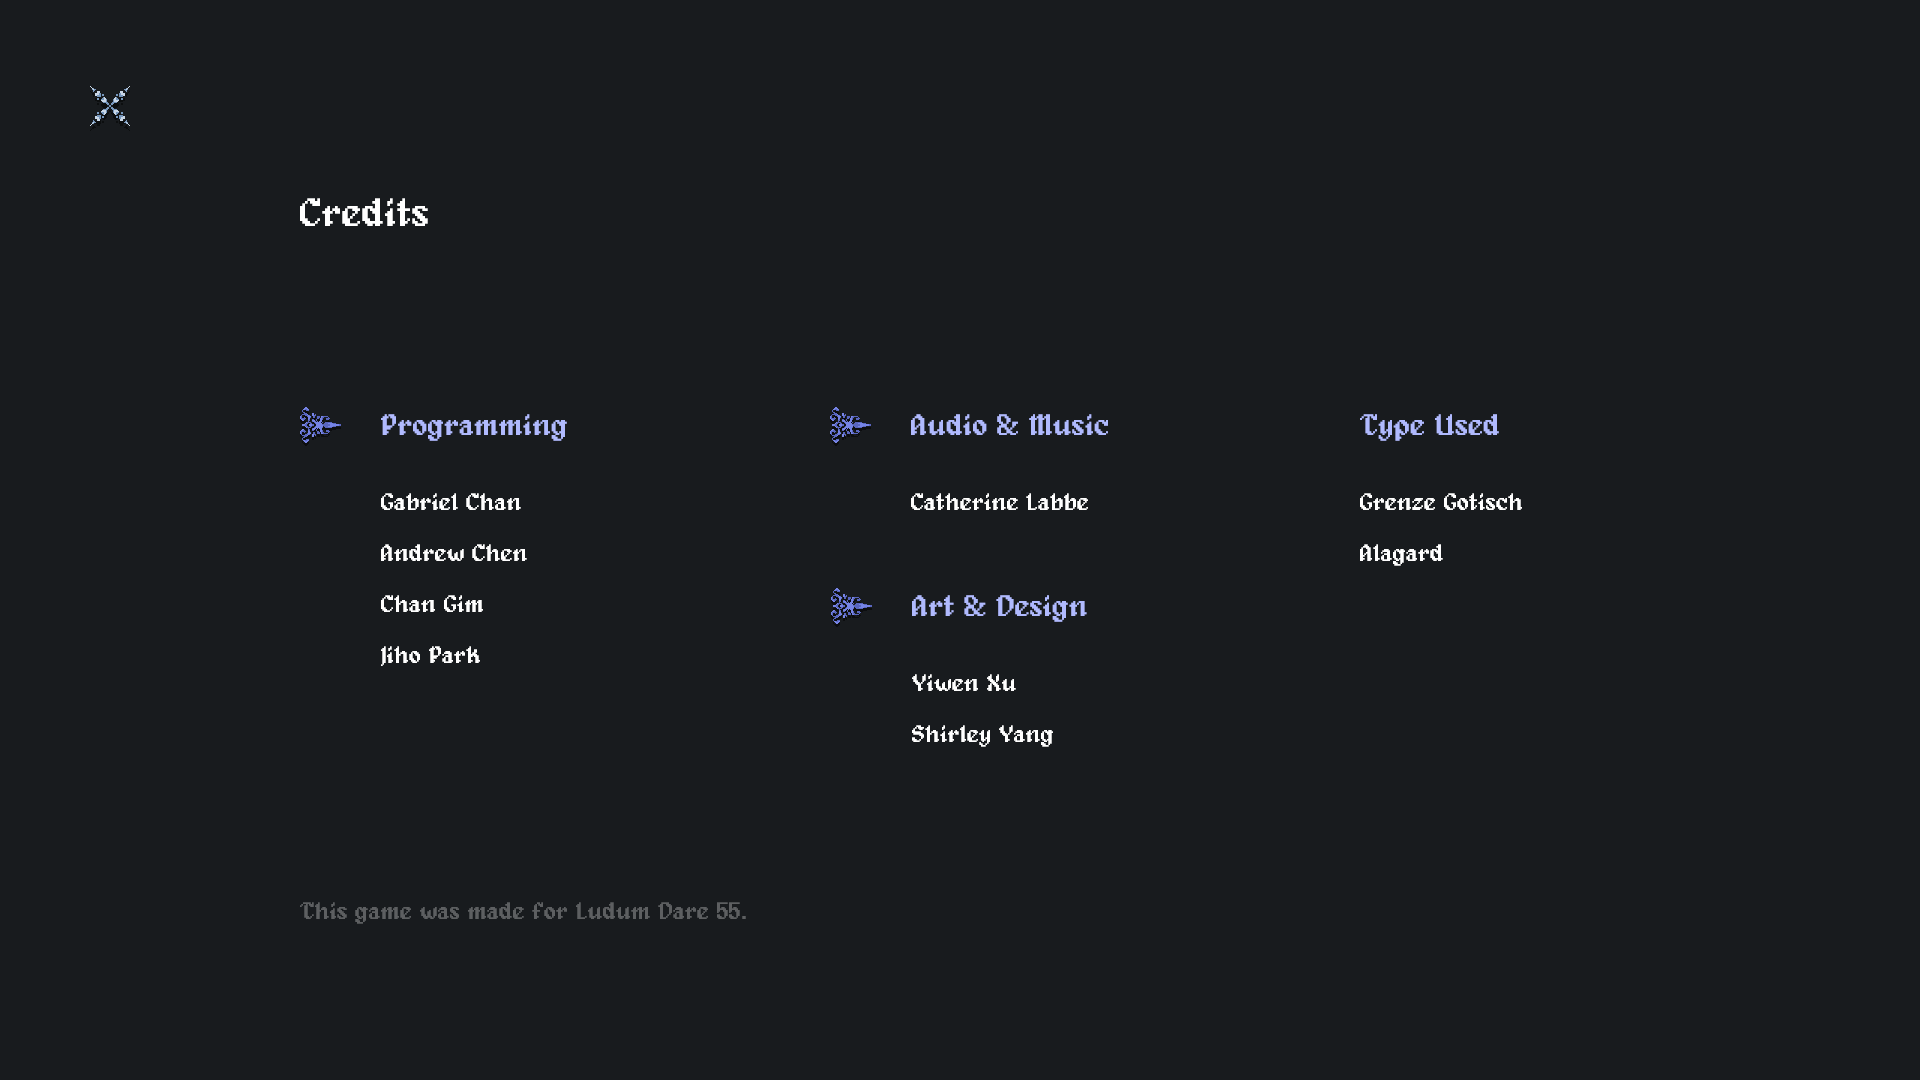 Credits
Programming
Gabriel Chan
Andrew Chen
Chan Gim
Jiho Park
Audio & Music
Catherine Labbe
Art & Design
Yiwen Xu
Shirley Yang
Type Used
Grenze Gotisch
Alagard
This game was made for Ludum Dare 55.